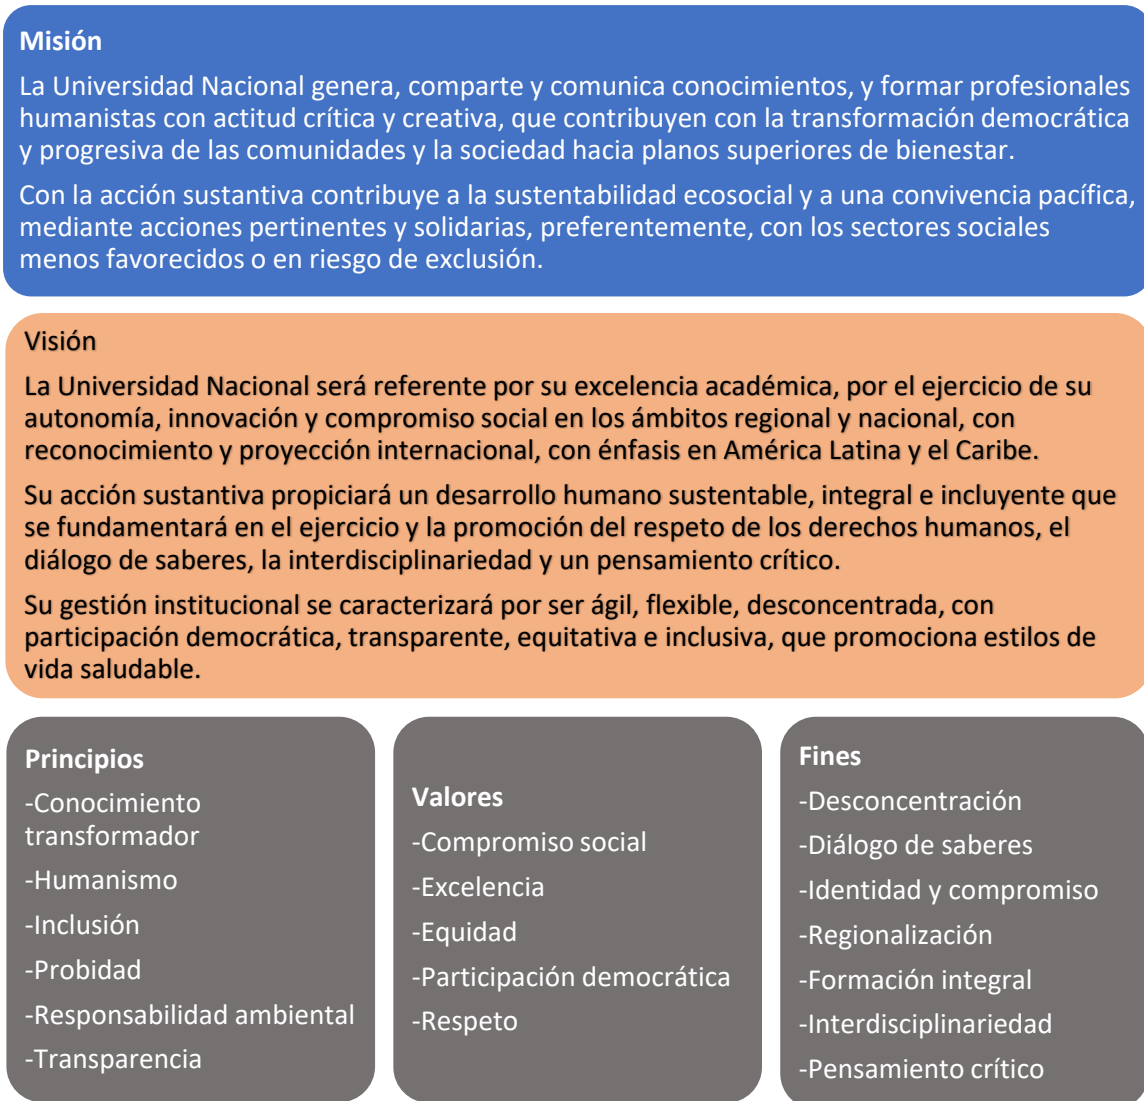 Misión
La Universidad Nacional genera, comparte y comunica conocimientos, y formar profesionales
humanistas con actitud crítica y creativa, que contribuyen con la transformación democrática
y progresiva de las comunidades y la sociedad hacia planos superiores de bienestar.
Con la acción sustantiva contribuye a la sustentabilidad ecosocial y a una convivencia pacífica,
mediante acciones pertinentes y solidarias, preferentemente, con los sectores sociales
menos favorecidos o en riesgo de exclusión.
Visión
La Universidad Nacional será referente por su excelencia académica, por el ejercicio de su
autonomía, innovación y compromiso social en los ámbitos regional y nacional, con
reconocimiento y proyección internacional, con énfasis en América Latina y el Caribe.
Su acción sustantiva propiciará un desarrollo humano sustentable, integral e incluyente que
se fundamentará en el ejercicio y la promoción del respeto de los derechos humanos, el
diálogo de saberes, la interdisciplinariedad y un pensamiento crítico.
Su gestión institucional se caracterizará por ser ágil, flexible, desconcentrada, con
participación democrática, transparente, equitativa e inclusiva, que promociona estilos de
vida saludable.
Principios
-Conocimiento
transformador
-Humanismo
-Inclusión
-Probidad
-Responsabilidad ambiental
-Transparencia
Valores
-Compromiso social
-Excelencia
-Equidad
-Participación democrática
-Respeto
Fines
-Desconcentración
-Diálogo de saberes
-Identidad y compromiso
-Regionalización
-Formación integral
-Interdisciplinariedad
-Pensamiento crítico